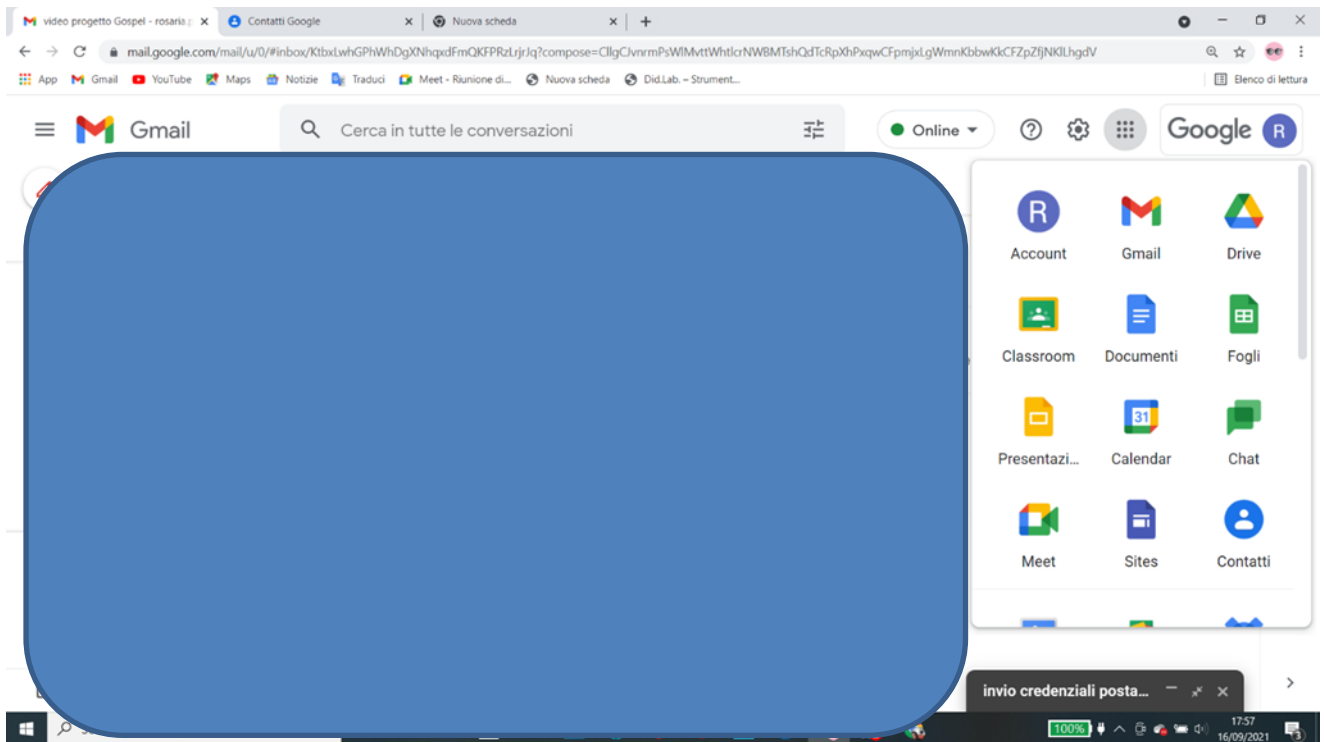 video progetto Gospel - rosaria.p
Contatti Google
Nuova scheda
mail.google.com/mail/u/0/#inbox/KtbxLwhGPhWhDgXNhqxdFmQKFPRzLrjrJq?compose=CllgCJvnrmPsWlMvttWhtlcrNWBMTshQdTcRpXhPxqwCFpmjxLgWmnKbbwKkCFZpZfjNKlLhgdV
App Gmail YouTube Maps Notizie Traduci Meet - Riunione di... Nuova scheda Did.Lab. – Strument... Elenco di lettura
Gmail Cerca in tutte le conversazioni Online Google R
R
Account Gmail Drive
Classroom Documenti Fogli
31
Presentazi... Calendar Chat
Meet Sites Contatti
invio credenziali posta...
100% 17:57
16/09/2021
3